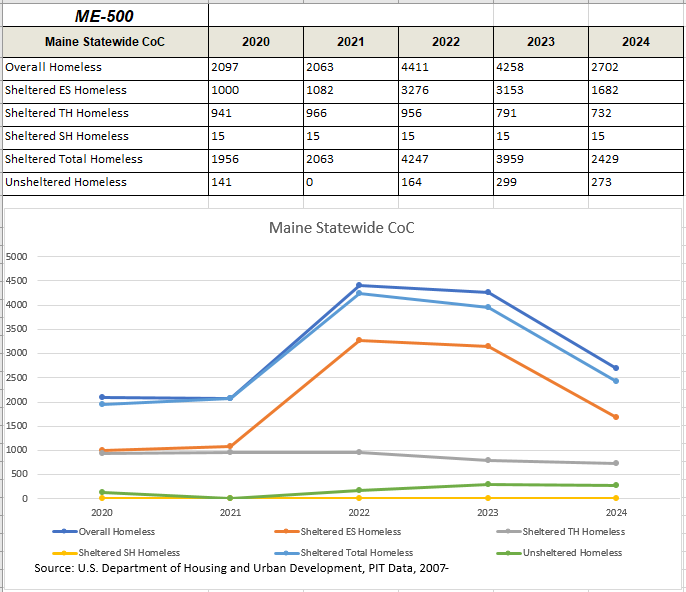 ME-500
Maine Statewide CoC 2020 2021 2022 2023 2024
Overall Homeless 2097 2063 4411 4258 2702
Sheltered ES Homeless 1000 1082 3276 3153 1682
Sheltered TH Homeless 941 966 956 791 732
Sheltered SH Homeless 15 15 15 15 15
Sheltered Total Homeless 1956 2063 4247 3959 2429
Unsheltered Homeless 141 0 164 299 273
Maine Statewide CoC
5000
4500
4000
3500
3000
2500
2000
1500
1000
500
0
2020 2021 2022 2023 2024
Overall Homeless Sheltered ES Homeless Sheltered TH Homeless
Sheltered SH Homeless Sheltered Total Homeless Unsheltered Homeless
Source: U.S. Department of Housing and Urban Development, PIT Data, 2007-